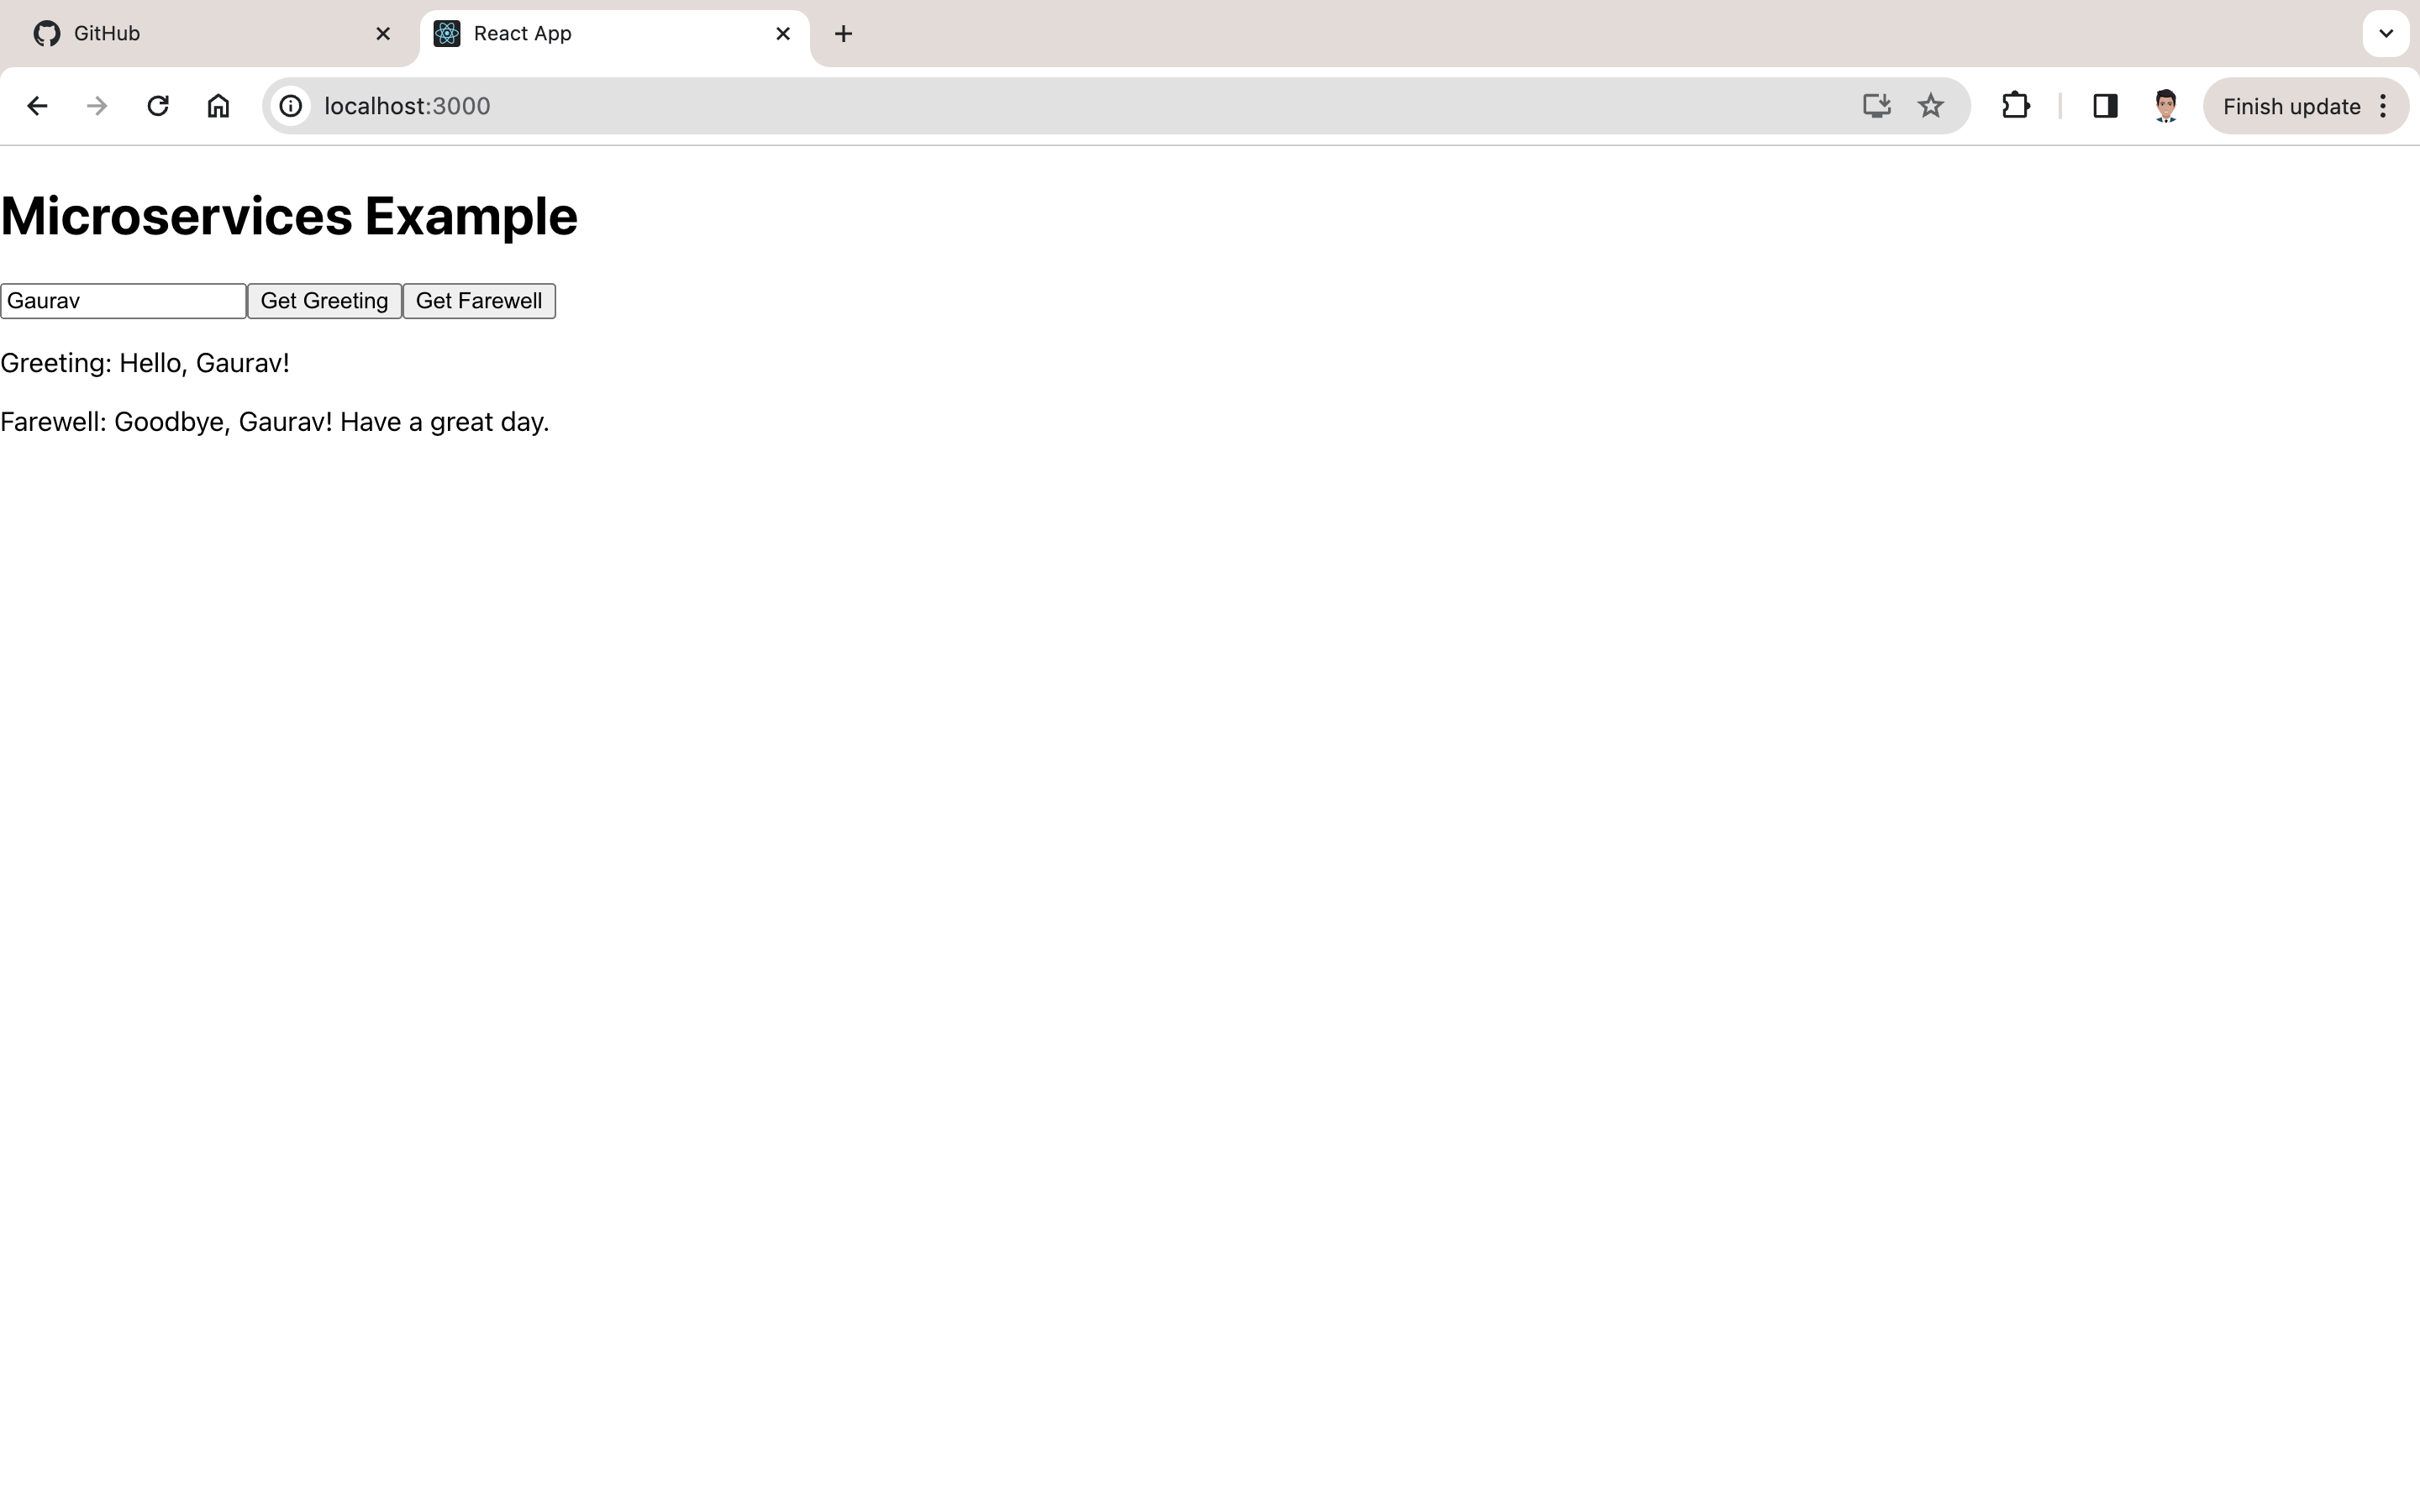 GitHub
React App
localhost:3000
Finish update
Microservices Example
Gaurav Get Greeting Get Farewell
Greeting: Hello, Gaurav!
Farewell: Goodbye, Gaurav! Have a great day.